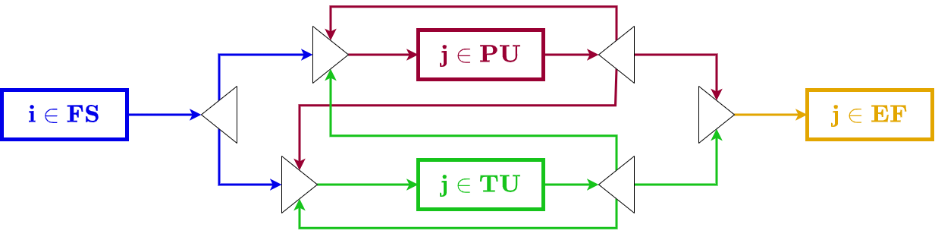 j ∈ PU
i ∈ FS
j ∈ EF
j ∈ TU